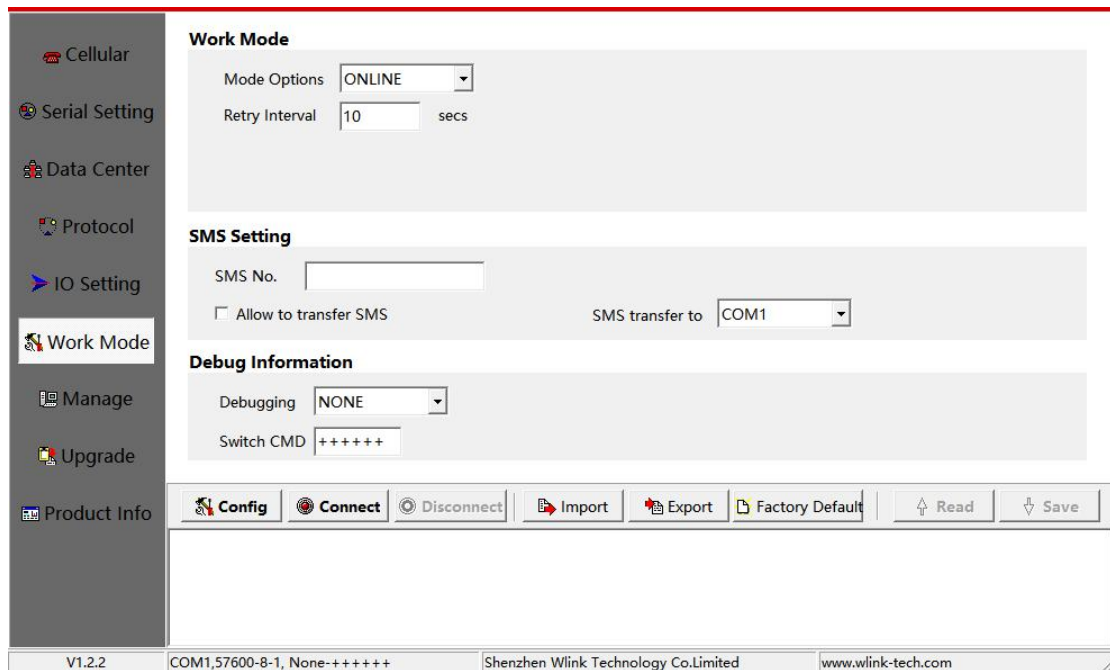 Cellular
Serial Setting
Data Center
Protocol
IO Setting
Work Mode
Manage
Upgrade
Product Info
Work Mode
Mode Options ONLINE
Retry Interval 10 secs
SMS Setting
SMS No.
Allow to transfer SMS SMS transfer to COM1
Debug Information
Debugging NONE
Switch CMD ++++++
Config Connect Disconnect Import Export Factory Default Read Save
V1.2.2 COM1,57600-8-1, None-++++++ Shenzhen Wlink Technology Co.Limited www.wlink-tech.com